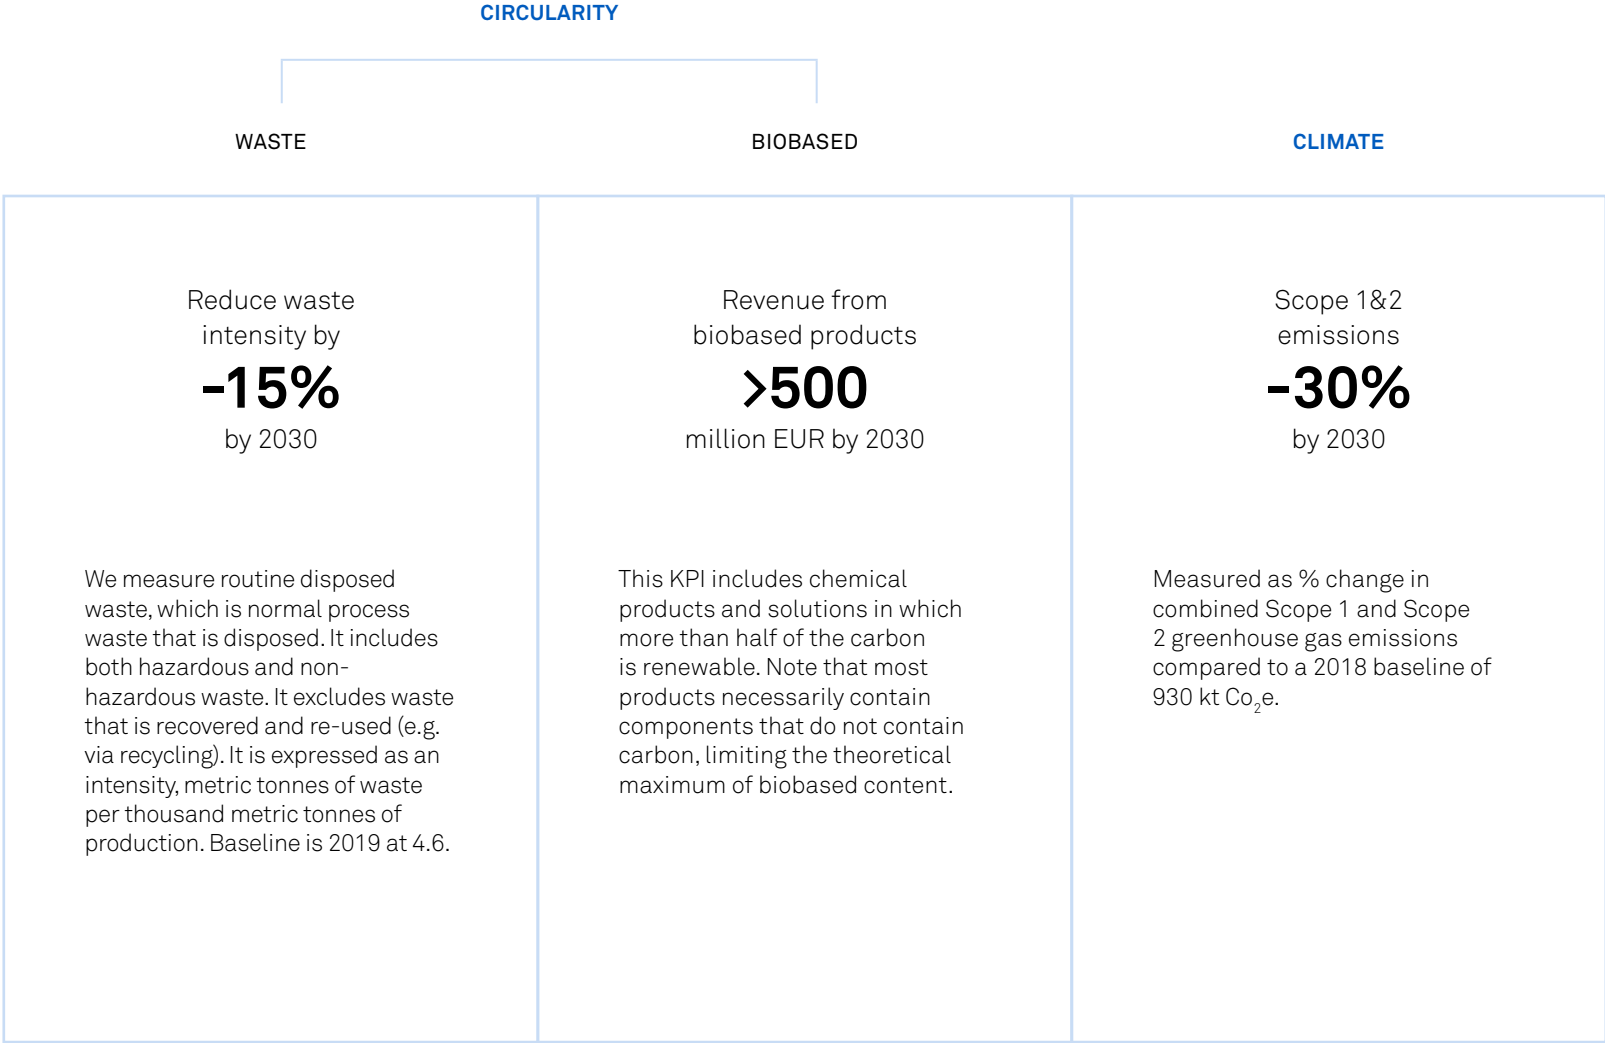 CIRCULARITY
WASTE
BIOBASED
CLIMATE
Reduce waste
intensity by
-15%
by 2030
We measure routine disposed
waste, which is normal process
waste that is disposed. It includes
both hazardous and non-
hazardous waste. It excludes waste
that is recovered and re-used (e.g.
via recycling). It is expressed as an
intensity, metric tonnes of waste
per thousand metric tonnes of
production. Baseline is 2019 at 4.6.
Revenue from
biobased products
>500
million EUR by 2030
This KPI includes chemical
products and solutions in which
more than half of the carbon
is renewable. Note that most
products necessarily contain
components that do not contain
carbon, limiting the theoretical
maximum of biobased content.
Scope 1&2
emissions
-30%
by 2030
Measured as % change in
combined Scope 1 and Scope
2 greenhouse gas emissions
compared to a 2018 baseline of
930 kt Co₂e.